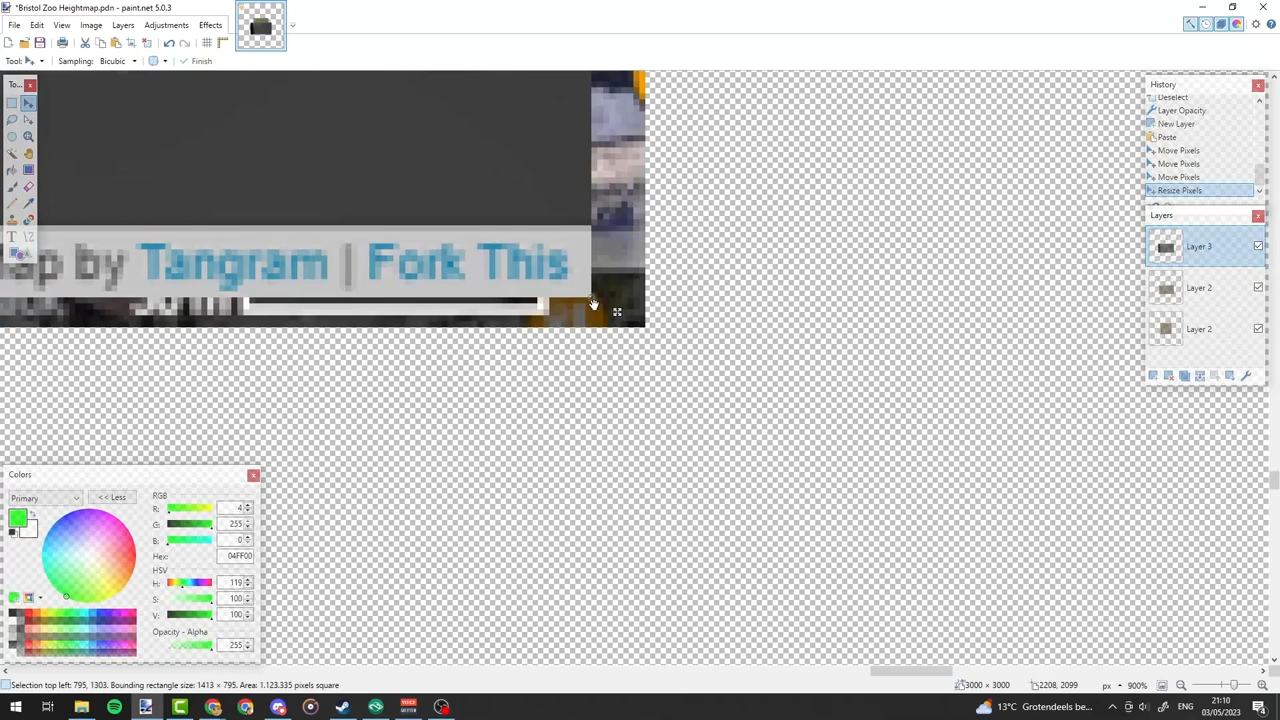 *Bristol Zoo Heightmap.pdn - paint.net 5.0.3
File Edit View Image Layers Adjustments Effects
Tool: Sampling: Bicubic Finish
To...
ap by Tangram | Fork This
History
Deselect
Layer Opacity
New Layer
Paste
Move Pixels
Move Pixels
Move Pixels
Resize Pixels
Layers
Layer 3
Layer 2
Layer 2
Colors
Primary
<< Less
RGB
R: 4
G: 255
B: 0
Hex: 04FF00
HSV
H: 119
S: 100
V: 100
Opacity - Alpha
255
Selection top left: 795, 1303. Bounding rectangle size: 1413 × 795. Area: 1.123.335 pixels square
3000 × 3000
2208, 2099
px
900%
13°C Grotendeels be...
ENG
21:10
03/05/2023